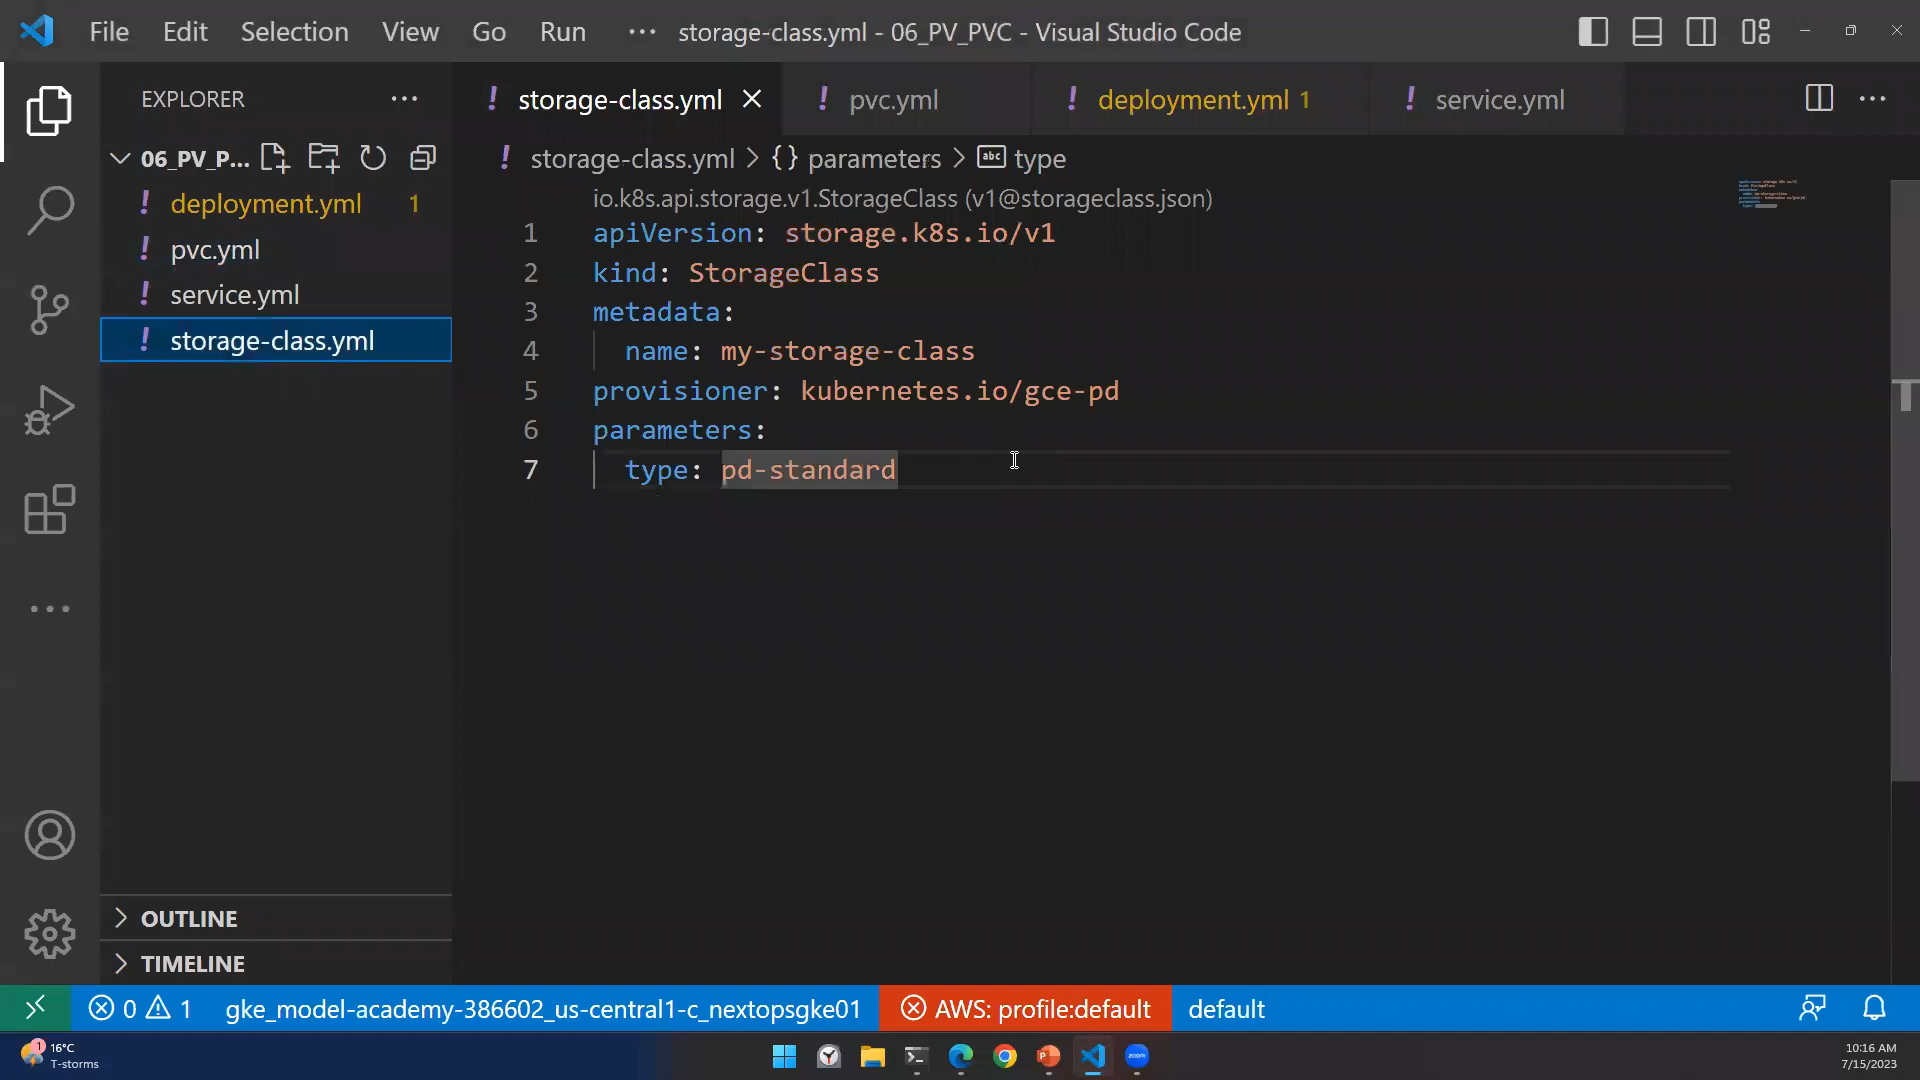 File Edit Selection View Go Run ··· storage-class.yml - 06_PV_PVC - Visual Studio Code
EXPLORER ···
storage-class.yml pvc.yml deployment.yml 1 service.yml ···
06_PV_P...
deployment.yml 1
pvc.yml
service.yml
storage-class.yml
OUTLINE
TIMELINE
storage-class.yml > {} parameters > abc type
io.k8s.api.storage.v1.StorageClass (v1@storageclass.json)
1 apiVersion: storage.k8s.io/v1
2 kind: StorageClass
3 metadata:
4 name: my-storage-class
5 provisioner: kubernetes.io/gce-pd
6 parameters:
7 type: pd-standard
0 1 gke_model-academy-386602_us-central1-c_nextopsgke01 AWS: profile:default default
1 16°C
T-storms
zoom
10:16 AM
7/15/2023